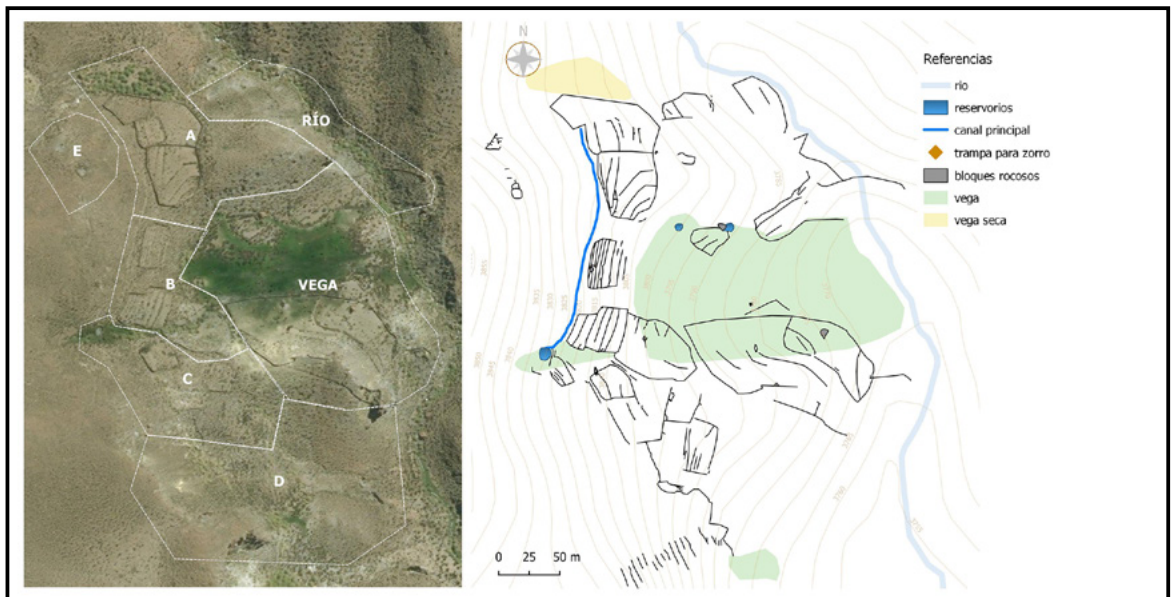 RÍO
A
E
VEGA
B
C
D
N
Referencias
río
reservorios
canal principal
trampa para zorro
bloques rocosos
vega
vega seca
0 25 50 m